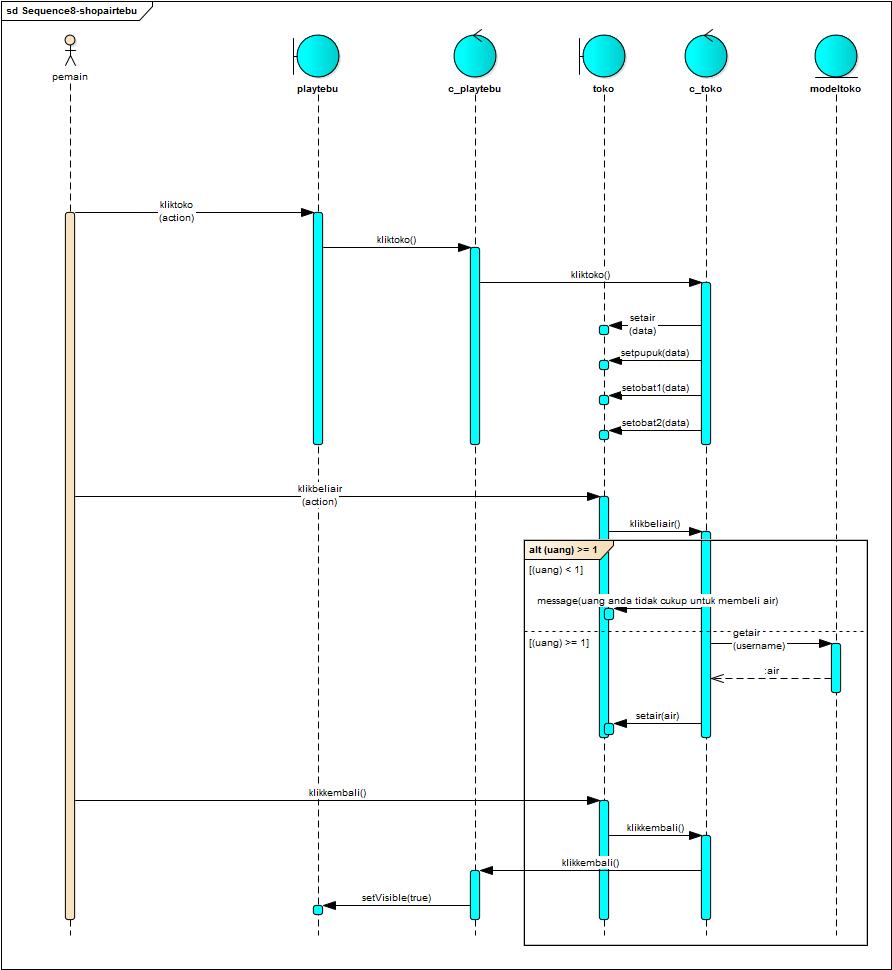 sd Sequence8-shopairtebu
pemain
playtebu
c_playtebu
toko
c_toko
modeltoko
kliktoko
(action)
kliktoko()
kliktoko()
setair
(data)
setpupuk(data)
setobat1(data)
setobat2(data)
klikbeliair
(action)
klikbeliair()
alt (uang) >= 1
[(uang) < 1]
message(uang anda tidak cukup untuk membeli air)
[(uang) >= 1]
getair
(username)
:air
setair(air)
klikkembali()
klikkembali()
klikkembali()
setVisible(true)